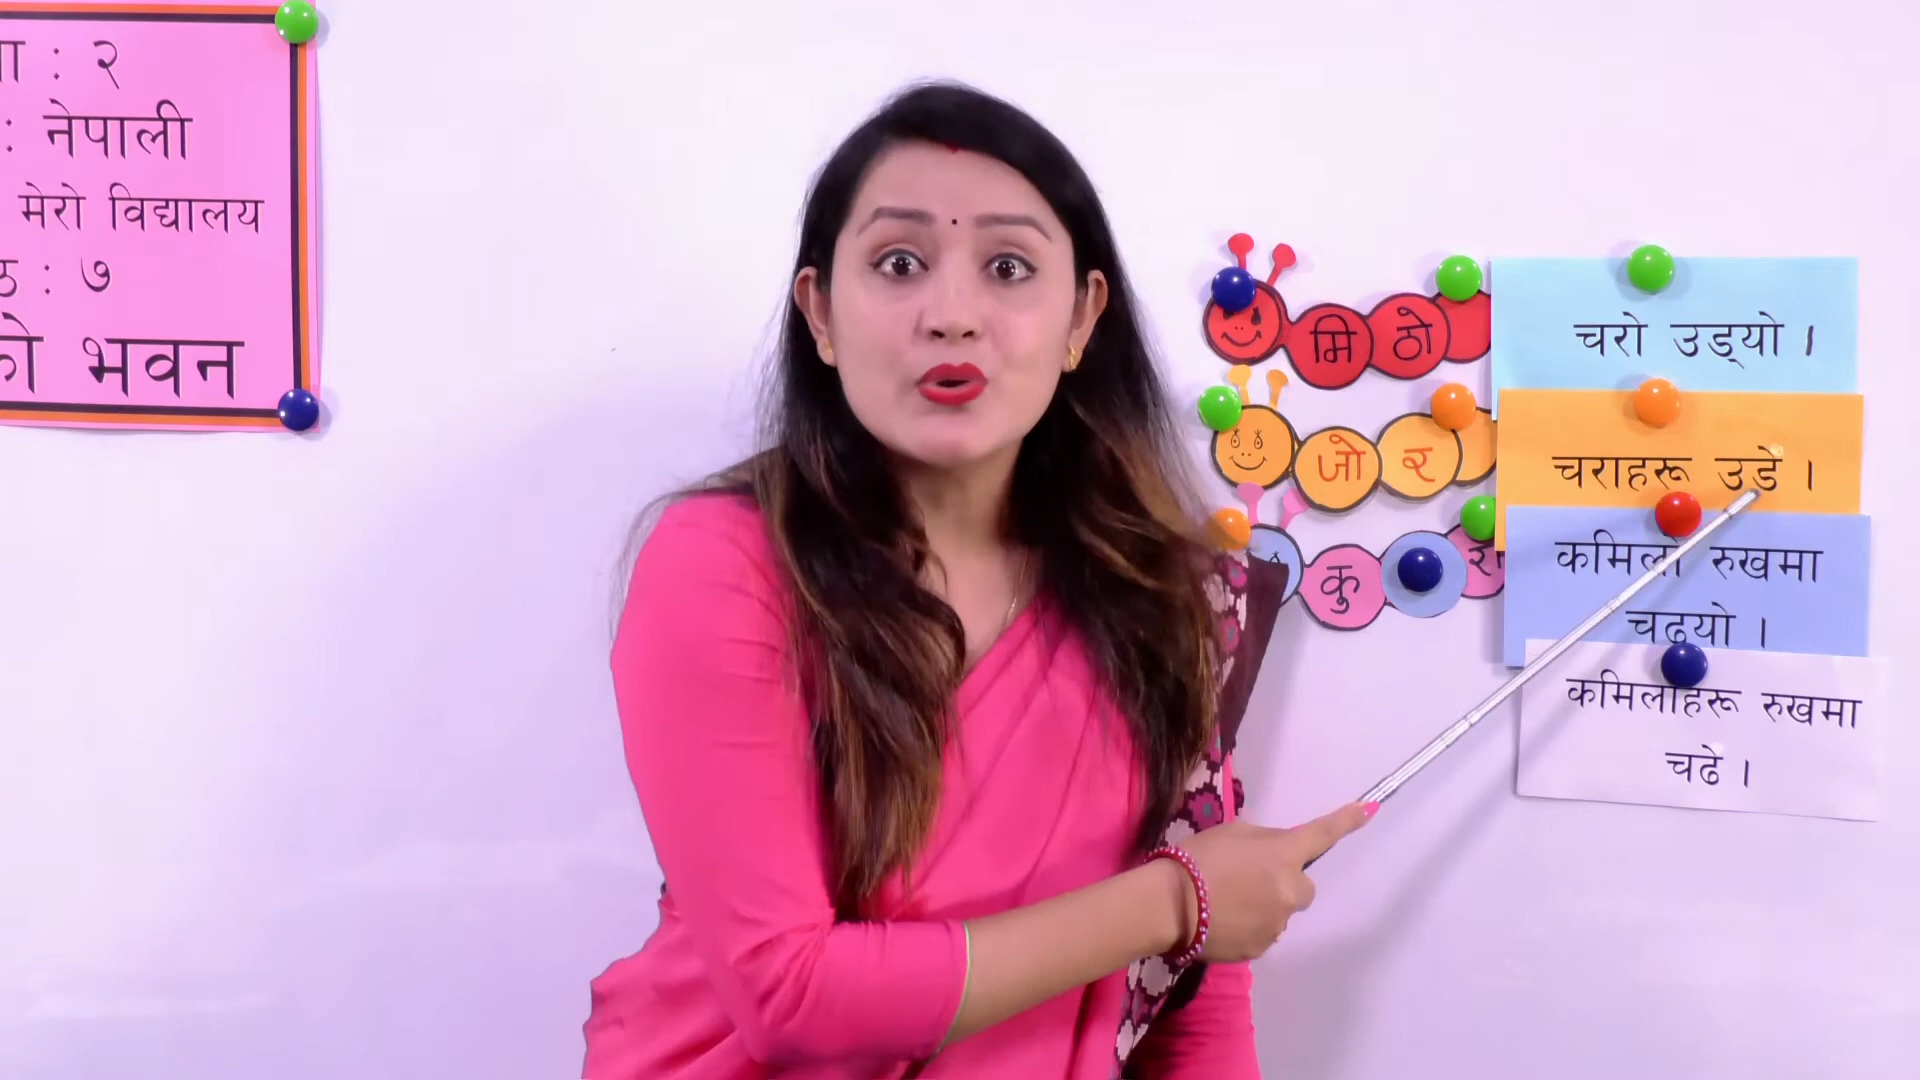 : २
: नेपाली
मेरो विद्यालय
: ७
भवन
मि ठो
जो र
कु रा
चरो उड्यो ।
चराहरू उडे ।
कमिलो रुखमा
चढ्यो ।
कमिलाहरू रुखमा
चढे ।